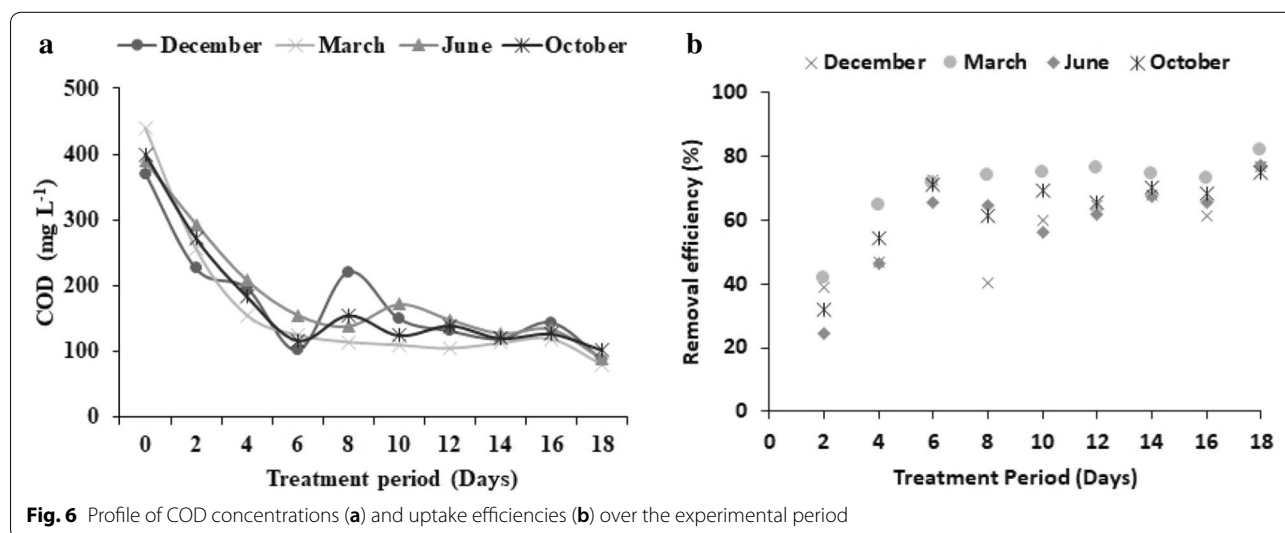 a
December March June October
500
400
300
200
100
0
COD (mg L-1)
0 2 4 6 8 10 12 14 16 18
Treatment period (Days)
b
December March June October
100
80
60
40
20
0
Removal efficiency (%)
0 2 4 6 8 10 12 14 16 18
Treatment Period (Days)
Fig. 6 Profile of COD concentrations (a) and uptake efficiencies (b) over the experimental period